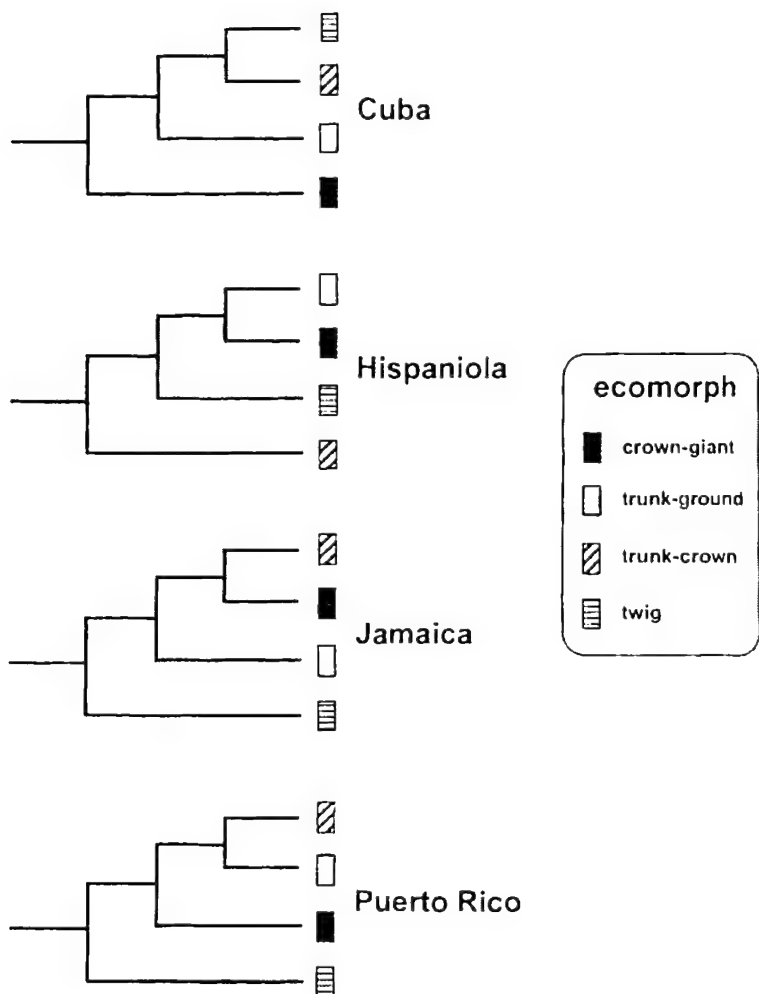 Cuba
Hispaniola
Jamaica
Puerto Rico
ecomorph
crown-giant
trunk-ground
trunk-crown
twig